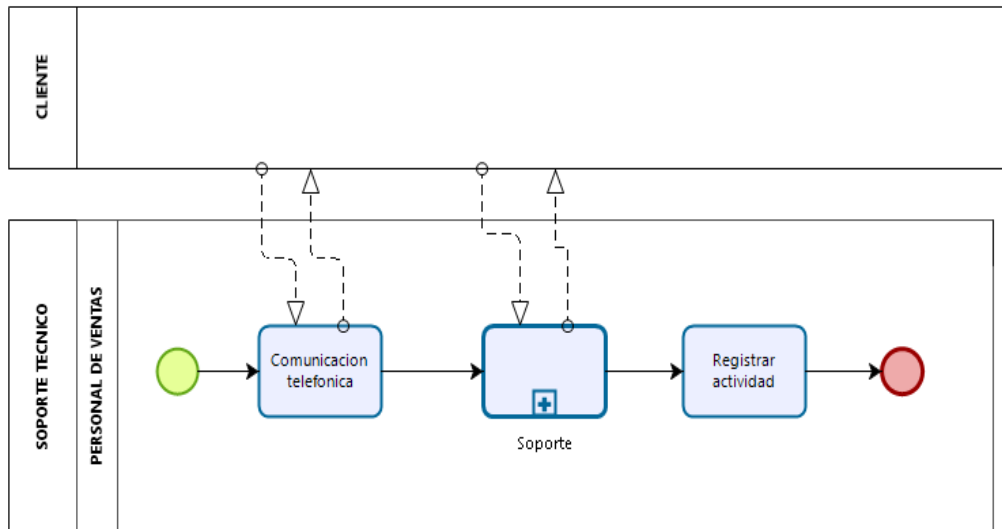 CLIENTE
SOPORTE TECNICO
PERSONAL DE VENTAS
Comunicacion
telefonica
Soporte
Registrar
actividad